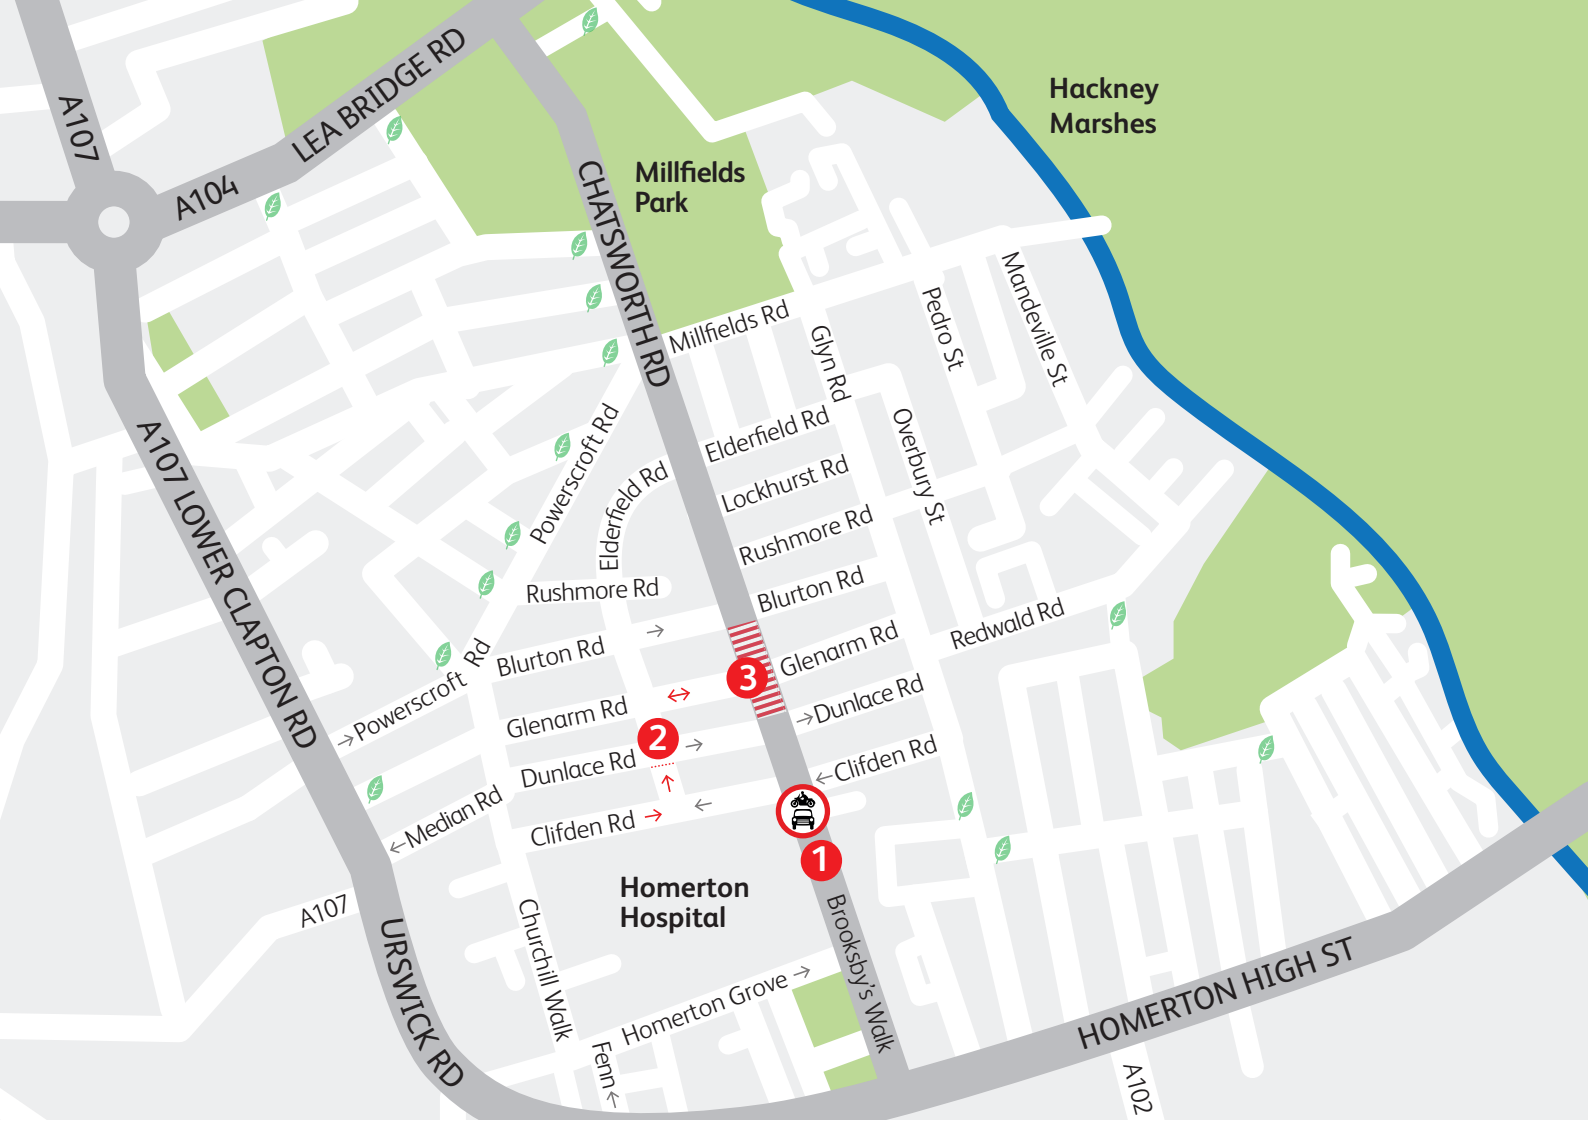 A107
LEA BRIDGE RD
A104
Hackney
Marshes
Millfields
Park
CHATSWORTH RD
Mandeville St
Pedro St
Millfields Rd
Glyn Rd
Powerscroft Rd
Elderfield Rd
Elderfield Rd
Overbury St
Lockhurst Rd
A107 LOWER CLAPTON RD
Rushmore Rd
Rushmore Rd
Blurton Rd
Blurton Rd
Redwald Rd
Glenarm Rd
Powerscroft Rd
3
Glenarm Rd
Dunlace Rd
2
Dunlace Rd
Clifden Rd
Median Rd
Clifden Rd
1
Homerton
Hospital
A107
Churchill Walk
Brooksby's Walk
URSWICK RD
Homerton Grove
HOMERTON HIGH ST
Fenn
A102